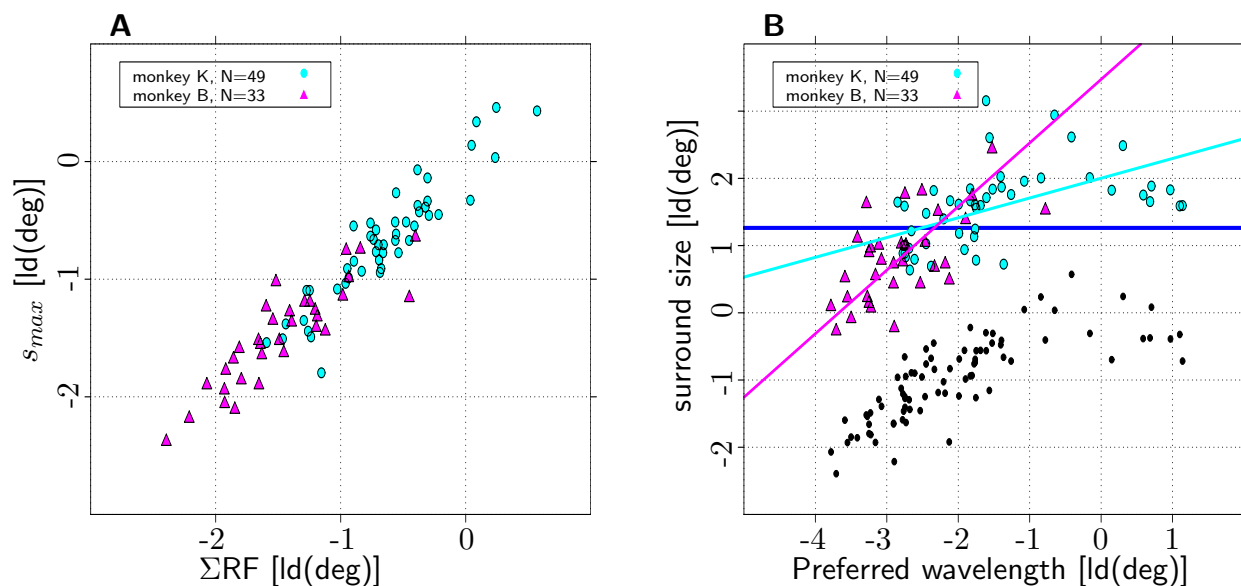 A
monkey K, N=49
monkey B, N=33
s_max [ld(deg)]
0
-1
-2
-2 -1 0
ΣRF [ld(deg)]
B
monkey K, N=49
monkey B, N=33
surround size [ld(deg)]
2
1
0
-1
-2
-4 -3 -2 -1 0 1
Preferred wavelength [ld(deg)]